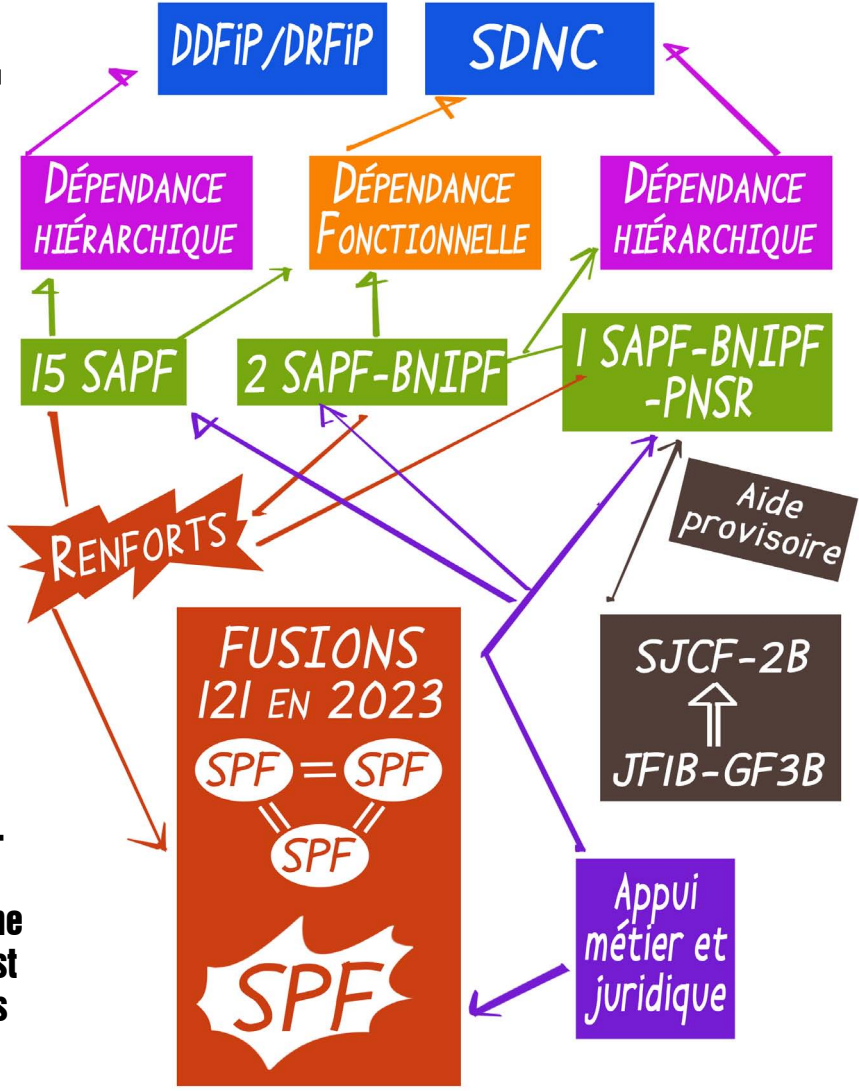 DDFiP/DRFiP
SDNC
DÉPENDANCE
HIÉRARCHIQUE
DÉPENDANCE
FONCTIONNELLE
DÉPENDANCE
HIÉRARCHIQUE
15 SAPF
2 SAPF-BNIPF
1 SAPF-BNIPF
-PNSR
RENFORTS
Aide
provisoire
FUSIONS
121 EN 2023
SPF = SPF
SPF
SPF
SJCF-2B
JF1B-GF3B
Appui
métier et
juridique